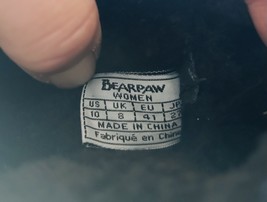 BEARPAW
WOMEN
US UK EU
10 8 41
MADE IN CHINA
Fabriqué en Chine